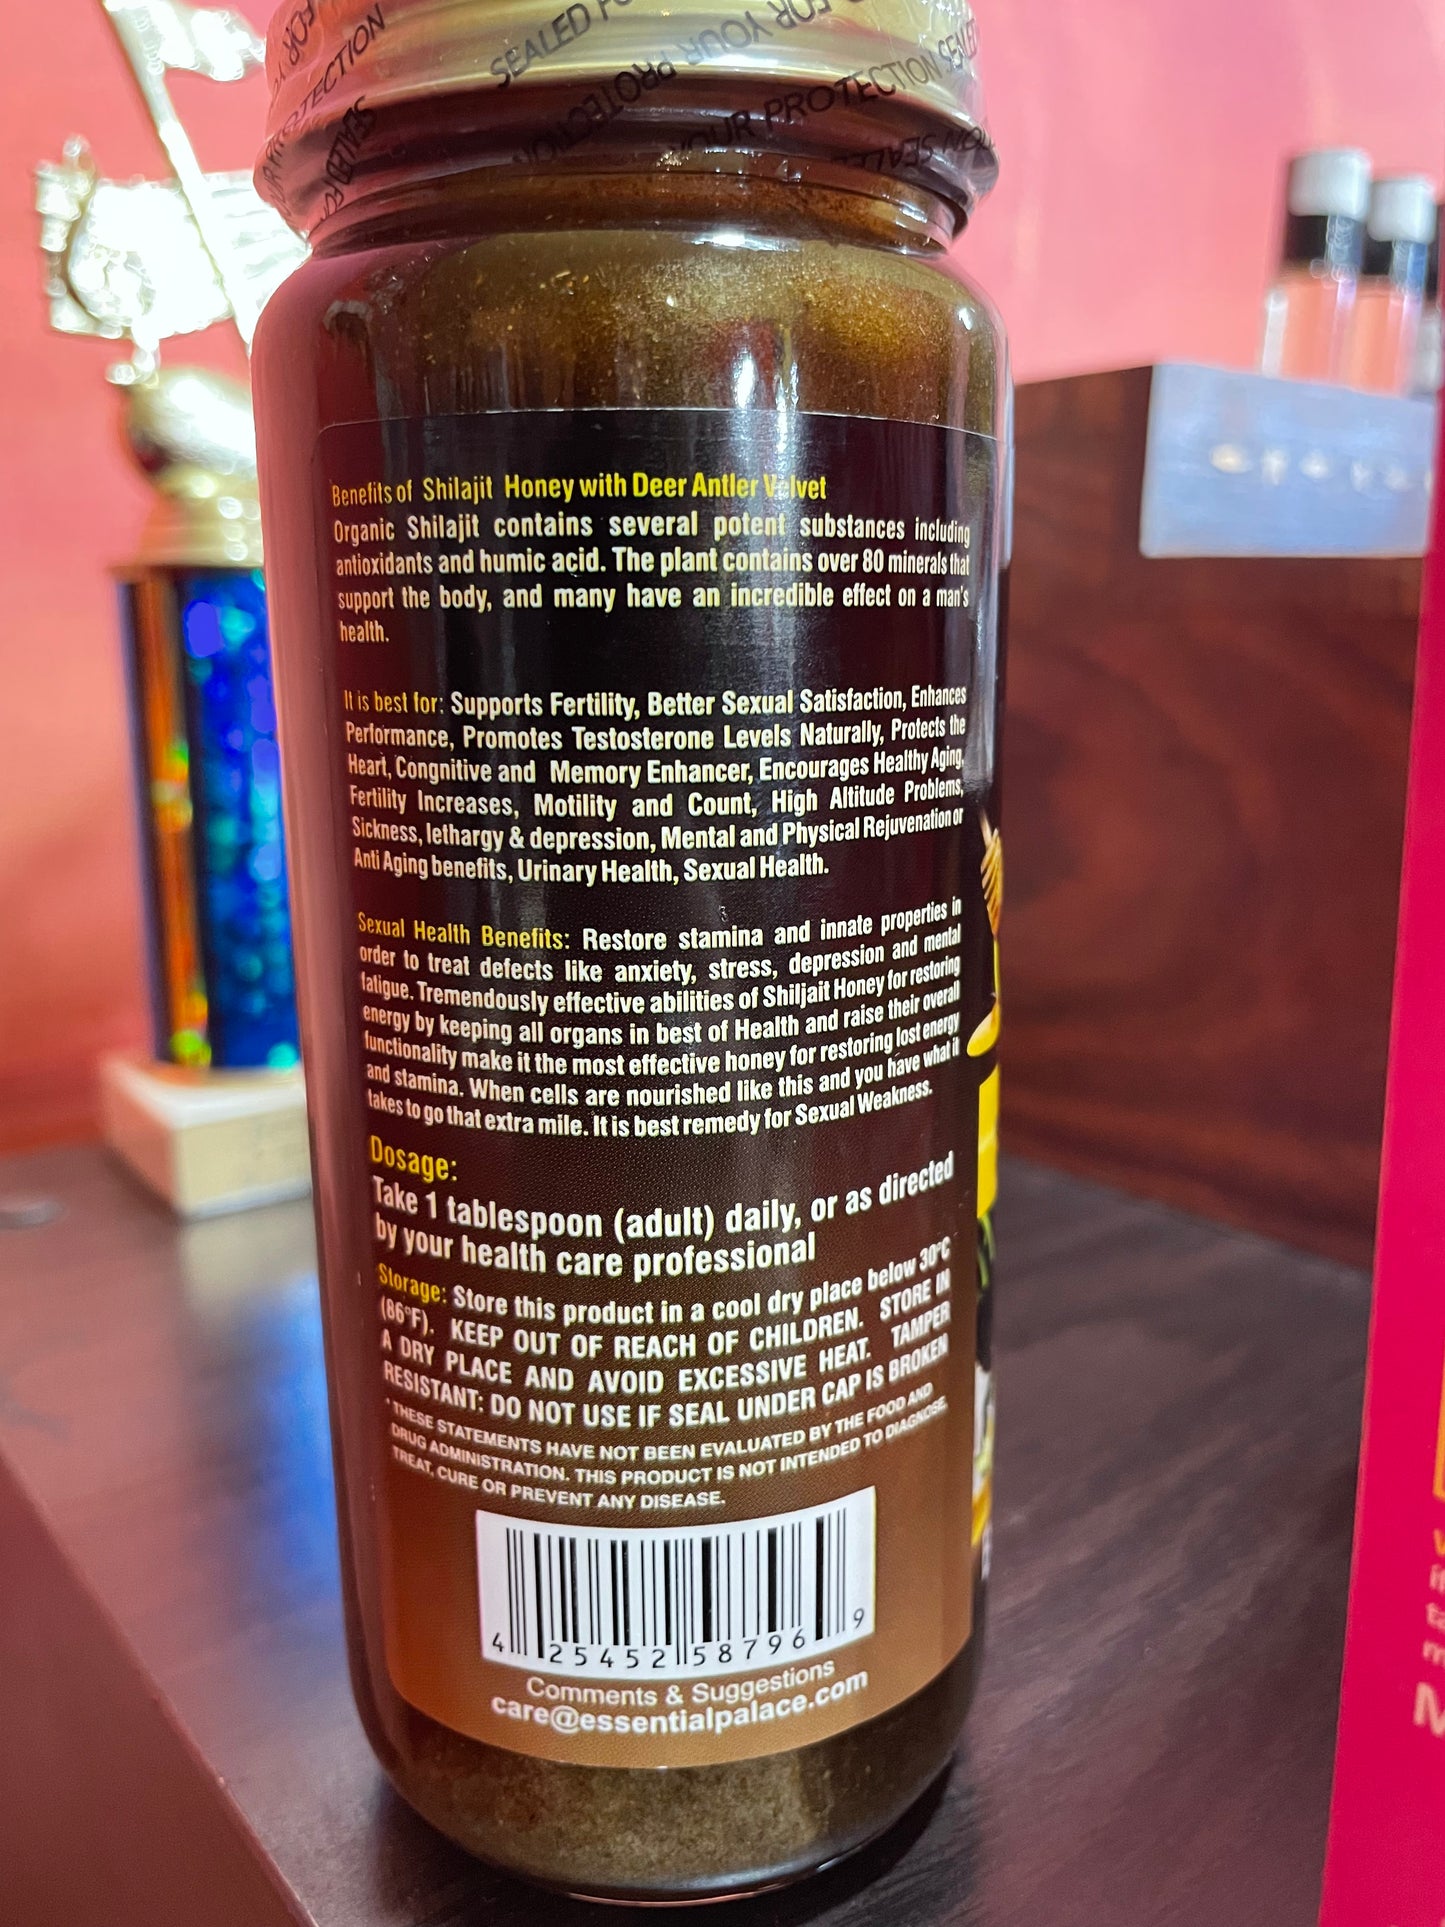 SEALED
FOR YOUR PROTECTION
YOUR PROTECTION SEALED
Benefits of Shilajit Honey with Deer Antler Velvet
Organic Shilajit contains several potent substances including
antioxidants and humic acid. The plant contains over 80 minerals that
support the body, and many have an incredible effect on a man's
health.
It is best for: Supports Fertility, Better Sexual Satisfaction, Enhances
Performance, Promotes Testosterone Levels Naturally, Protects the
Heart, Congnitive and Memory Enhancer, Encourages Healthy Aging,
Fertility Increases, Motility and Count, High Altitude Problems,
Sickness, lethargy & depression, Mental and Physical Rejuvenation or
Anti Aging benefits, Urinary Health, Sexual Health.
Sexual Health Benefits: Restore stamina and innate properties in
order to treat defects like anxiety, stress, depression and mental
fatigue. Tremendously effective abilities of Shiljait Honey for restoring
energy by keeping all organs in best of Health and raise their overall
functionality make it the most effective honey for restoring lost energy
and stamina. When cells are nourished like this and you have what it
takes to go that extra mile. It is best remedy for Sexual Weakness.
Dosage:
Take 1 tablespoon (adult) daily, or as directed
by your health care professional
Storage: Store this product in a cool dry place below 30°C
(86°F). KEEP OUT OF REACH OF CHILDREN. STORE IN
A DRY PLACE AND AVOID EXCESSIVE HEAT. TAMPER
RESISTANT: DO NOT USE IF SEAL UNDER CAP IS BROKEN
* THESE STATEMENTS HAVE NOT BEEN EVALUATED BY THE FOOD AND
DRUG ADMINISTRATION. THIS PRODUCT IS NOT INTENDED TO DIAGNOSE,
TREAT, CURE OR PREVENT ANY DISEASE.
4 25452 58796 9
Comments & Suggestions
care@essentialpalace.com